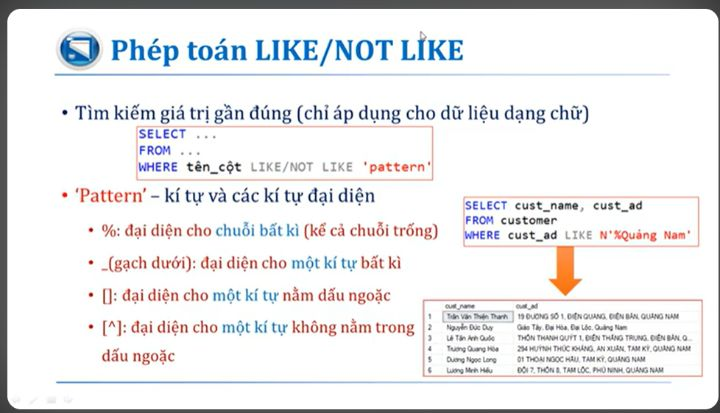 Phép toán LIKE/NOT LIKE
• Tìm kiếm giá trị gần đúng (chỉ áp dụng cho dữ liệu dạng chữ)
SELECT ...
FROM ...
WHERE tên_cột LIKE/NOT LIKE 'pattern'
• ‘Pattern’ – kí tự và các kí tự đại diện
• %: đại diện cho chuỗi bất kì (kể cả chuỗi trống)
• _(gạch dưới): đại diện cho một kí tự bất kì
• []: đại diện cho một kí tự nằm dấu ngoặc
• [^]: đại diện cho một kí tự không nằm trong
dấu ngoặc
SELECT cust_name, cust_ad
FROM customer
WHERE cust_ad LIKE N'%Quảng Nam'
cust_name cust_ad
1 Trần Văn Thiện Thanh 19 ĐƯỜNG SỐ 1, ĐIỆN QUANG, ĐIỆN BÀN, QUẢNG NAM
2 Nguyễn Đức Duy Giáo Tây, Đại Hòa, Đại Lộc, Quảng Nam
3 Lê Tấn Anh Quốc THÔN THANH QUÝT 1, ĐIỆN THẮNG TRUNG, ĐIỆN BÀN, Q...
4 Trương Quang Hòa 294 HUỲNH THÚC KHÁNG, AN XUÂN, TAM KỲ, QUẢNG NAM
5 Dương Ngọc Long 01 THOẠI NGỌC HẦU, TAM KỲ, QUẢNG NAM
6 Lương Minh Hiếu ĐỘI 7, THÔN 8, TAM LỘC, PHÚ NINH, QUẢNG NAM